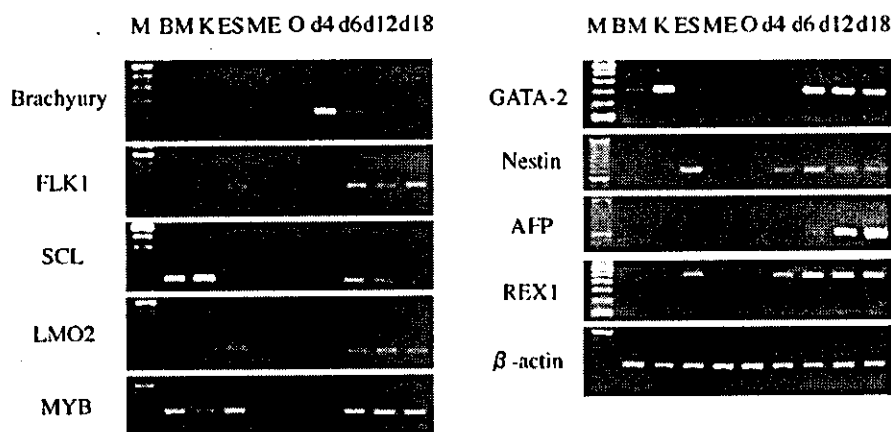 M BM K ES ME O d4 d6 d12 d18
Brachyury
FLK1
SCL
LMO2
MYB
M BM K ES ME O d4 d6 d12 d18
GATA-2
Nestin
AFP
REX1
β-actin